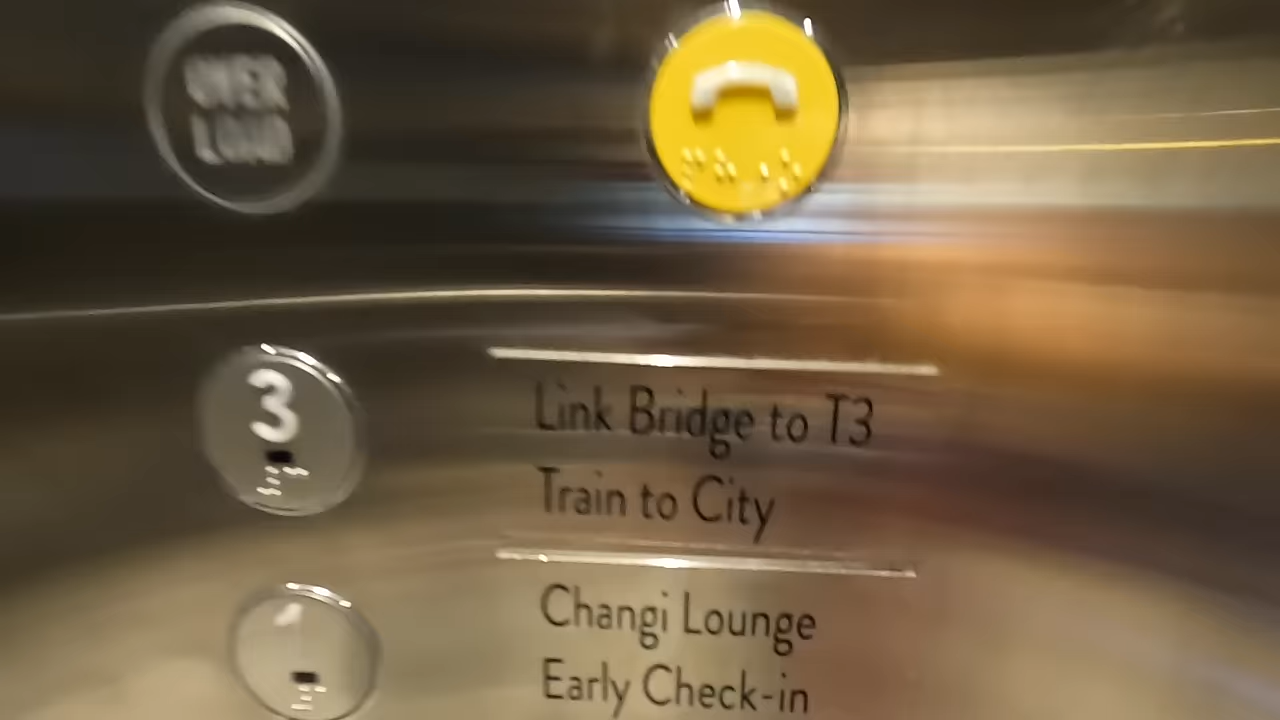 OVER
LOAD
3
Link Bridge to T3
Train to City
1
Changi Lounge
Early Check-in